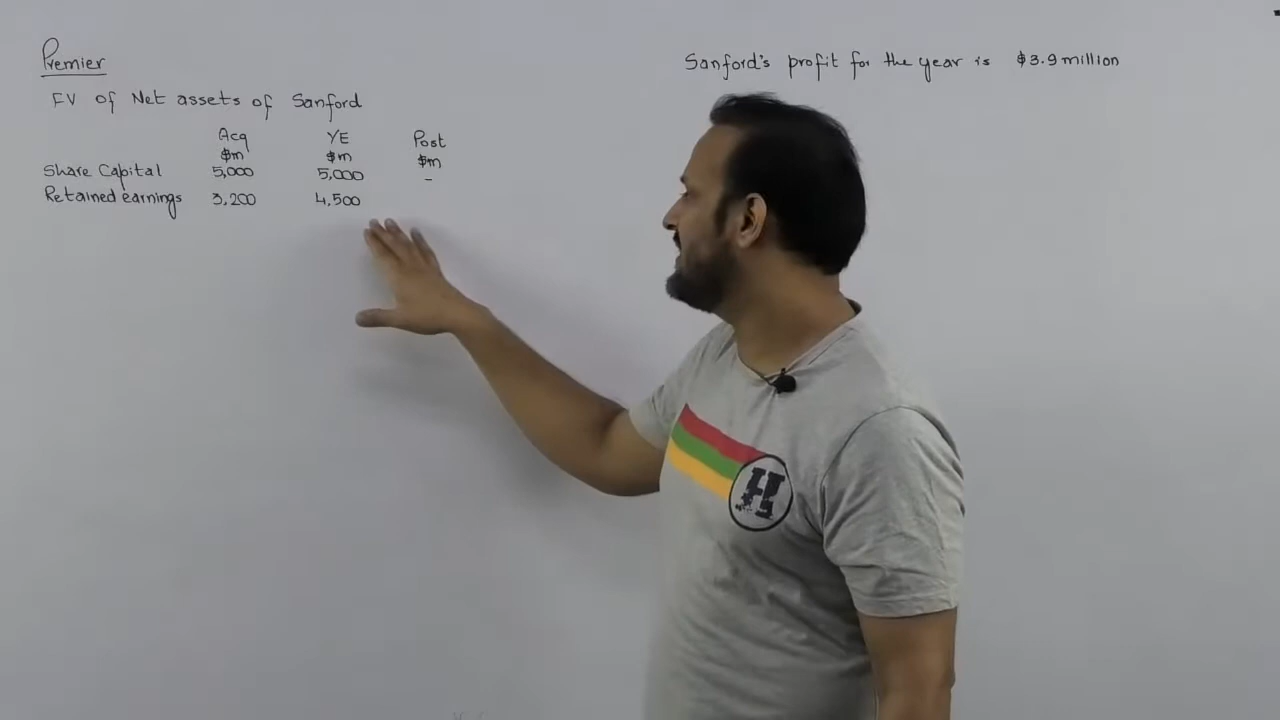 Premier
FV of Net assets of Sanford
Acq YE Post
$m $m $m
Share Capital 5,000 5,000 -
Retained earnings 3,200 4,500
Sanford's profit for the year is $3.9 million
H